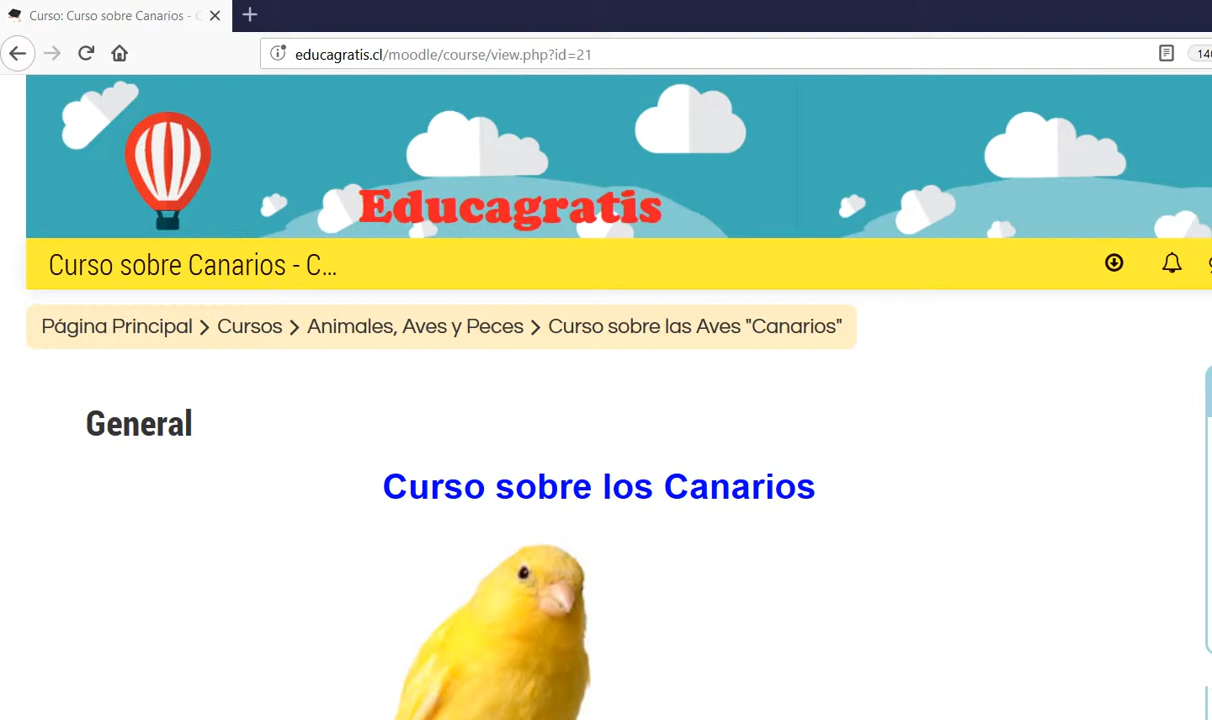 Curso: Curso sobre Canarios -
educagratis.cl/moodle/course/view.php?id=21
Educagratis
Curso sobre Canarios - C...
Página Principal > Cursos > Animales, Aves y Peces > Curso sobre las Aves "Canarios"
General
Curso sobre los Canarios